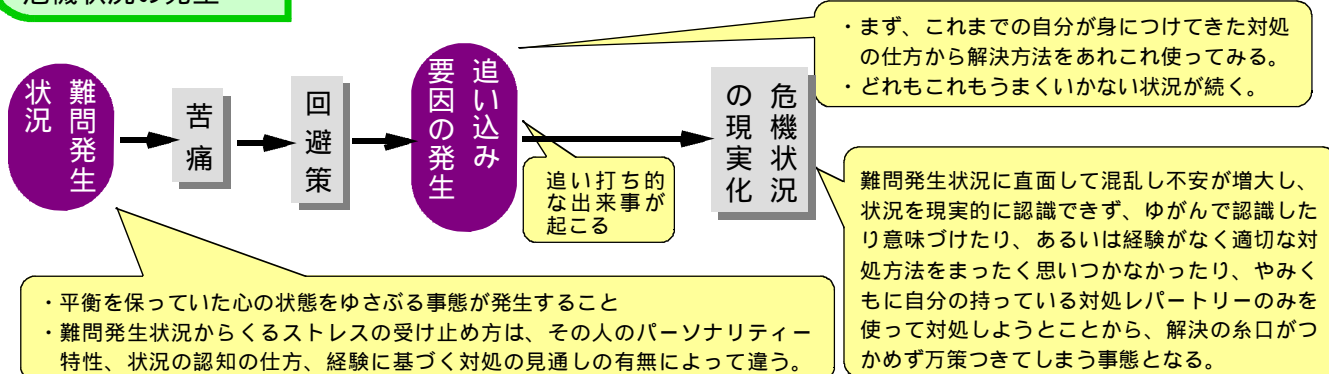 危機状況の発生
・まず、これまでの自分が身につけてきた対処
の仕方から解決方法をあれこれ使ってみる。
・どれもこれもうまくいかない状況が続く。
難問発生
状況
苦痛
回避策
追い込み
要因の発生
危機状況
の現実化
追い打ち的
な出来事が
起こる
難問発生状況に直面して混乱し不安が増大し、
状況を現実的に認識できず、ゆがんで認識した
り意味づけたり、あるいは経験がなく適切な対
処方法をまったく思いつかなかったり、やみく
もに自分の持っている対処レパートリーのみを
使って対処しようとことから、解決の糸口がつ
かめず万策つきてしまう事態となる。
・平衡を保っていた心の状態をゆさぶる事態が発生すること
・難問発生状況からくるストレスの受け止め方は、その人のパーソナリティー
特性、状況の認知の仕方、経験に基づく対処の見通しの有無によって違う。